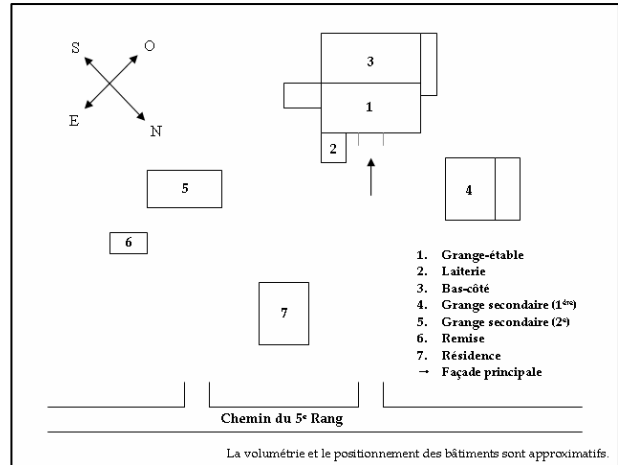 S
O
E
N
3
1
2
4
5
6
7
1. Grange-étable
2. Laiterie
3. Bas-côté
4. Grange secondaire (1ère)
5. Grange secondaire (2e)
6. Remise
7. Résidence
→ Façade principale
Chemin du 5e Rang
La volumétrie et le positionnement des bâtiments sont approximatifs.